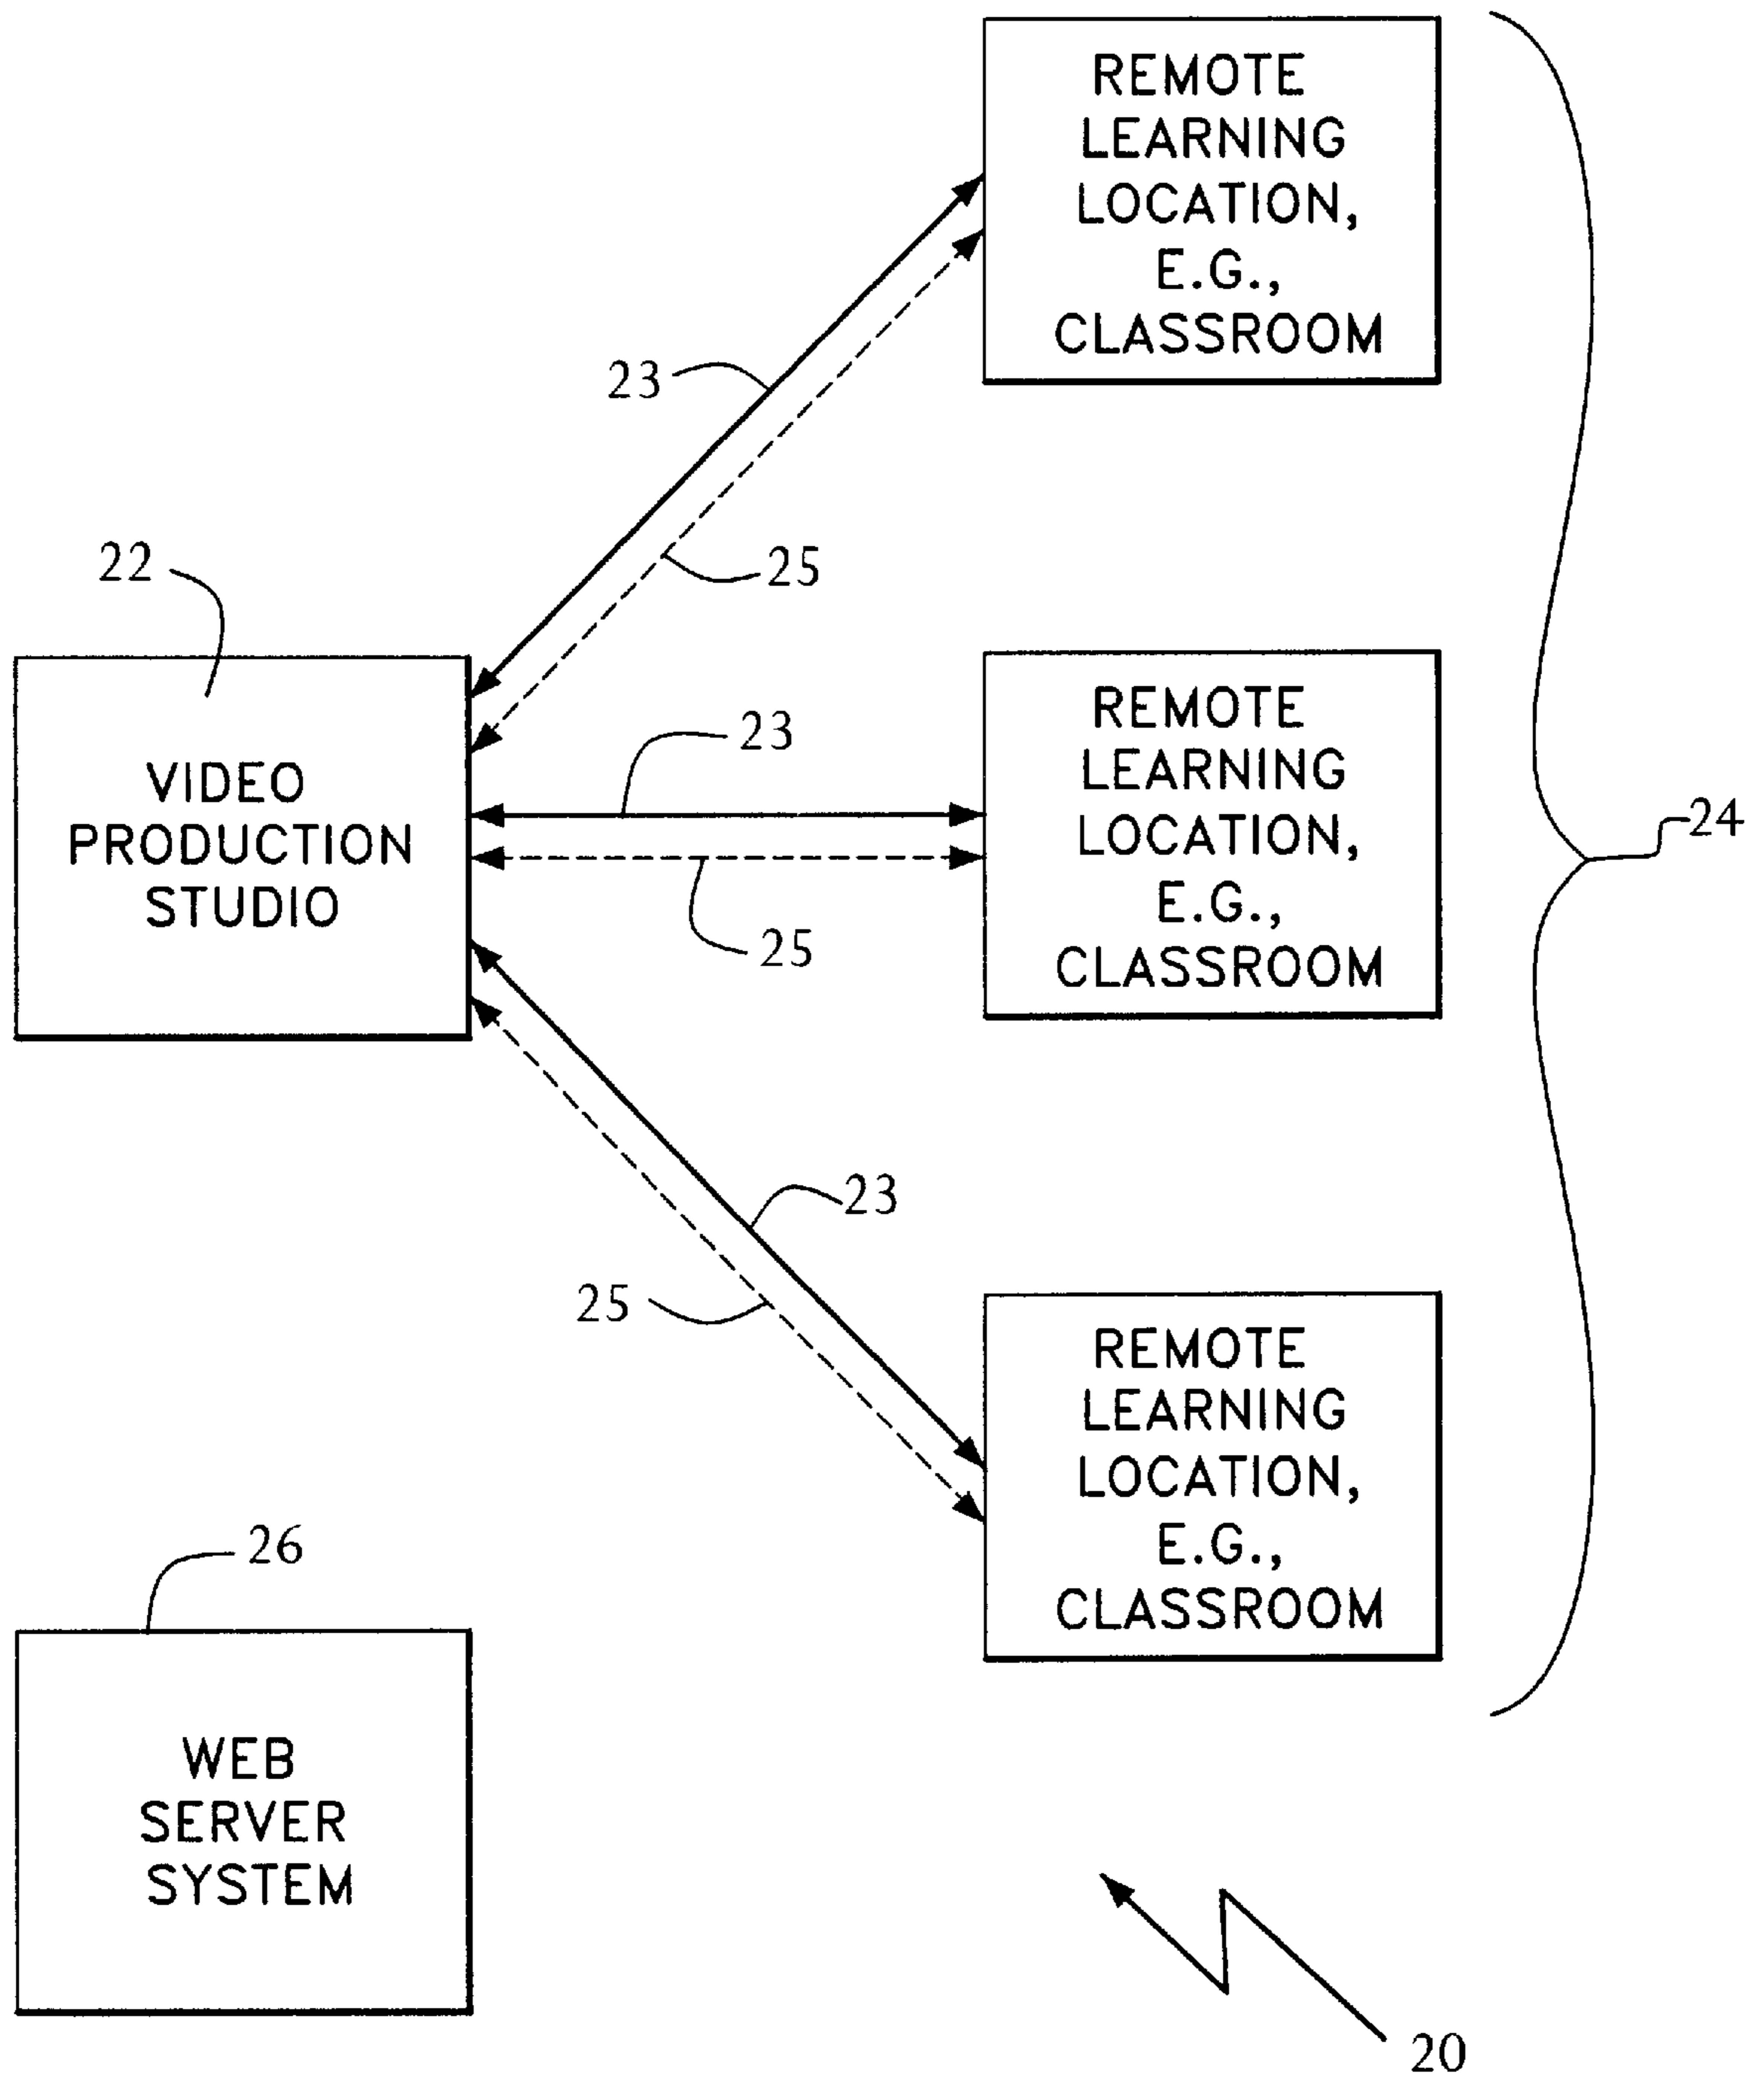 REMOTE
LEARNING
LOCATION,
E.G.,
CLASSROOM
23
25
22
VIDEO
PRODUCTION
STUDIO
23
25
REMOTE
LEARNING
LOCATION,
E.G.,
CLASSROOM
24
23
25
REMOTE
LEARNING
LOCATION,
E.G.,
CLASSROOM
26
WEB
SERVER
SYSTEM
20